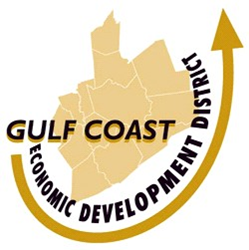 GULF COAST
ECONOMIC DEVELOPMENT DISTRICT